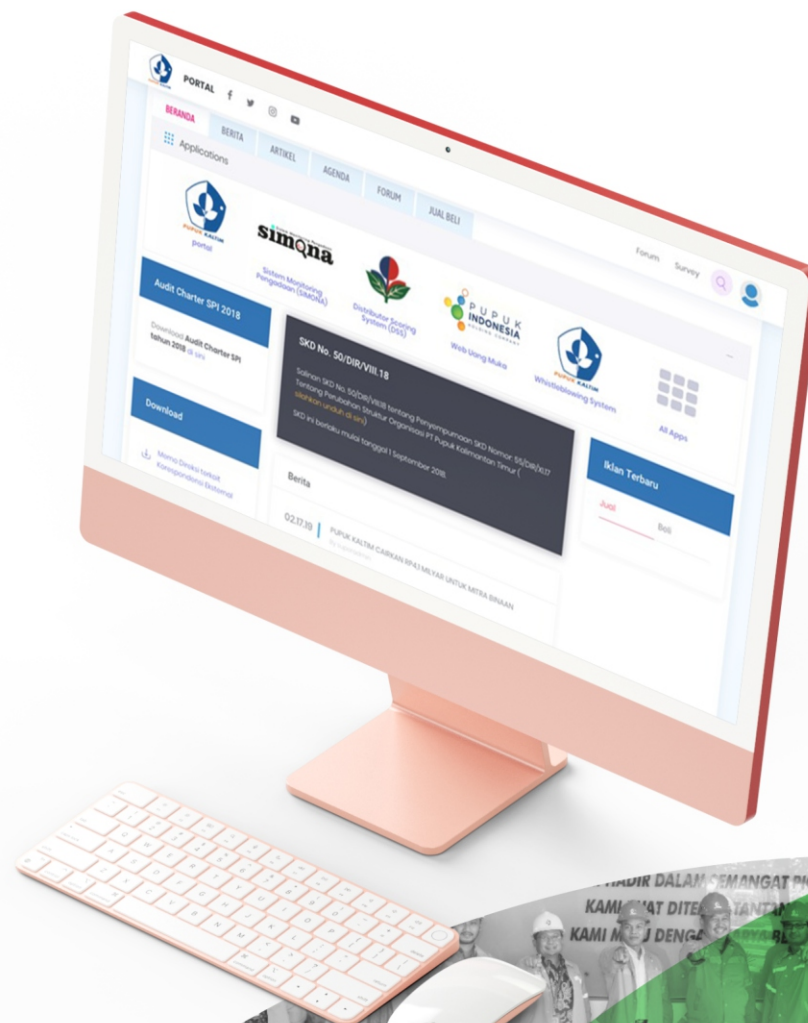 PORTAL
BERANDA
BERITA
ARTIKEL
AGENDA
FORUM
JUAL BELI
Forum
Survey
Applications
PUPUK KALTIM
portal
simona
Sistem Monitoring
Pengadaan (SiMONA)
Distributor Scoring
System (DSS)
PUPUK
INDONESIA
HOLDING COMPANY
Web Uang Muka
PUPUK KALTIM
Whistleblowing System
All Apps
Audit Charter SPI 2018
Download Audit Charter SPI
tahun 2018 di sini
Download
Memo Direksi terkait
Korespondensi Eksternal
SKD No. 50/DIR/VIII.18
Salinan SKD No. 50/DIR/VIII.18 tentang Penyempurnaan SKD Nomor: 55/DIR/XI.17
Tentang Perubahan Struktur Organisasi PT Pupuk Kalimantan Timur (
silahkan unduh di sini)
SKD ini berlaku mulai tanggal 1 September 2018.
Berita
02.17.19
PUPUK KALTIM CAIRKAN RP4,1 MILYAR UNTUK MITRA BINAAN
Iklan Terbaru
Jual
Beli
HADIR DALAM SEMANGAT
KAMI
KAMI